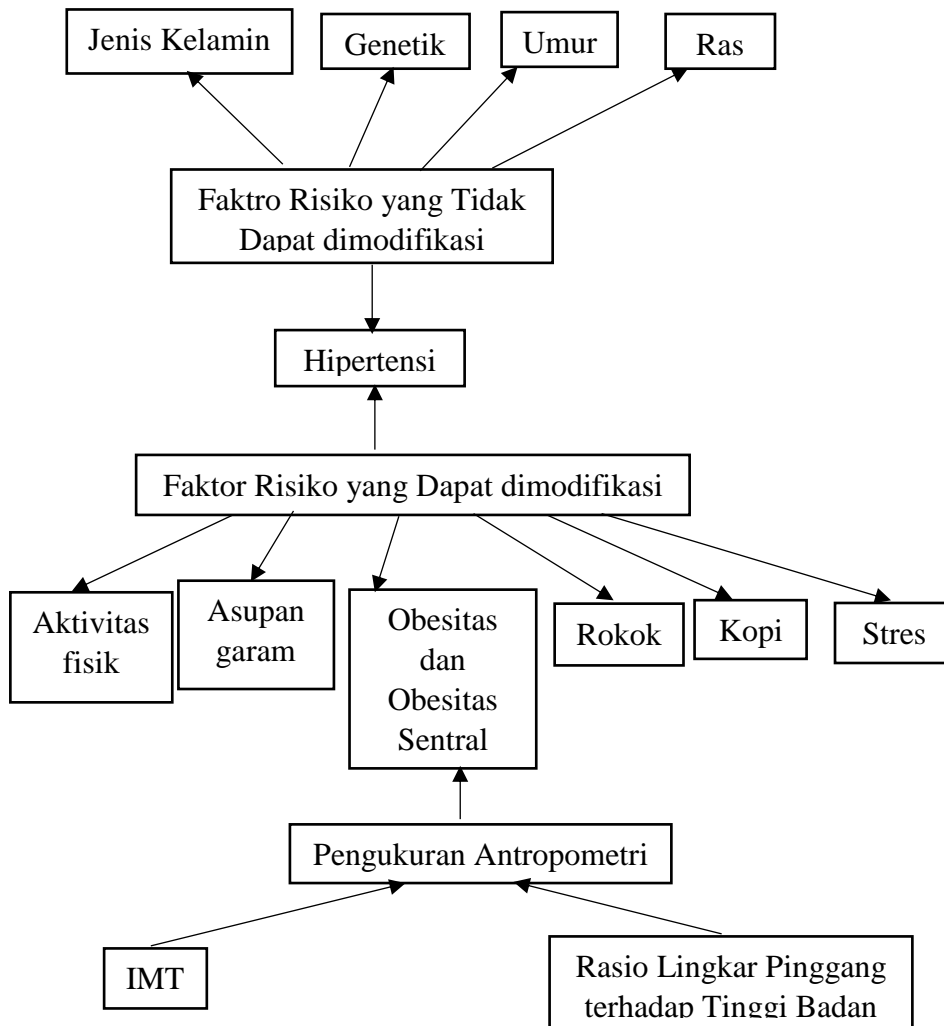 Jenis Kelamin
Genetik
Umur
Ras
Faktro Risiko yang Tidak
Dapat dimodifikasi
Hipertensi
Faktor Risiko yang Dapat dimodifikasi
Aktivitas
fisik
Asupan
garam
Obesitas
dan
Obesitas
Sentral
Rokok
Kopi
Stres
Pengukuran Antropometri
IMT
Rasio Lingkar Pinggang
terhadap Tinggi Badan